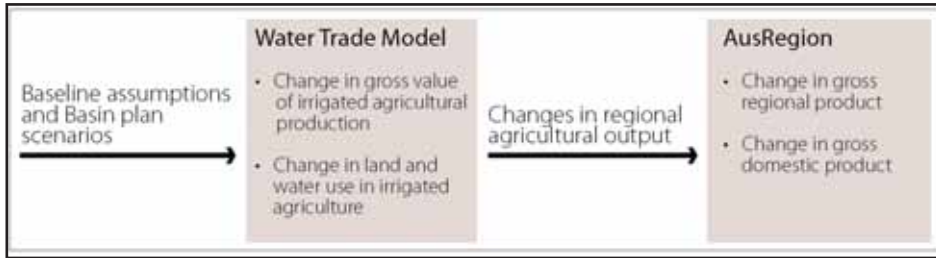 Baseline assumptions
and Basin plan
scenarios
Water Trade Model
• Change in gross value
of irrigated agricultural
production
• Change in land and
water use in irrigated
agriculture
Changes in regional
agricultural output
AusRegion
• Change in gross
regional product
• Change in gross
domestic product